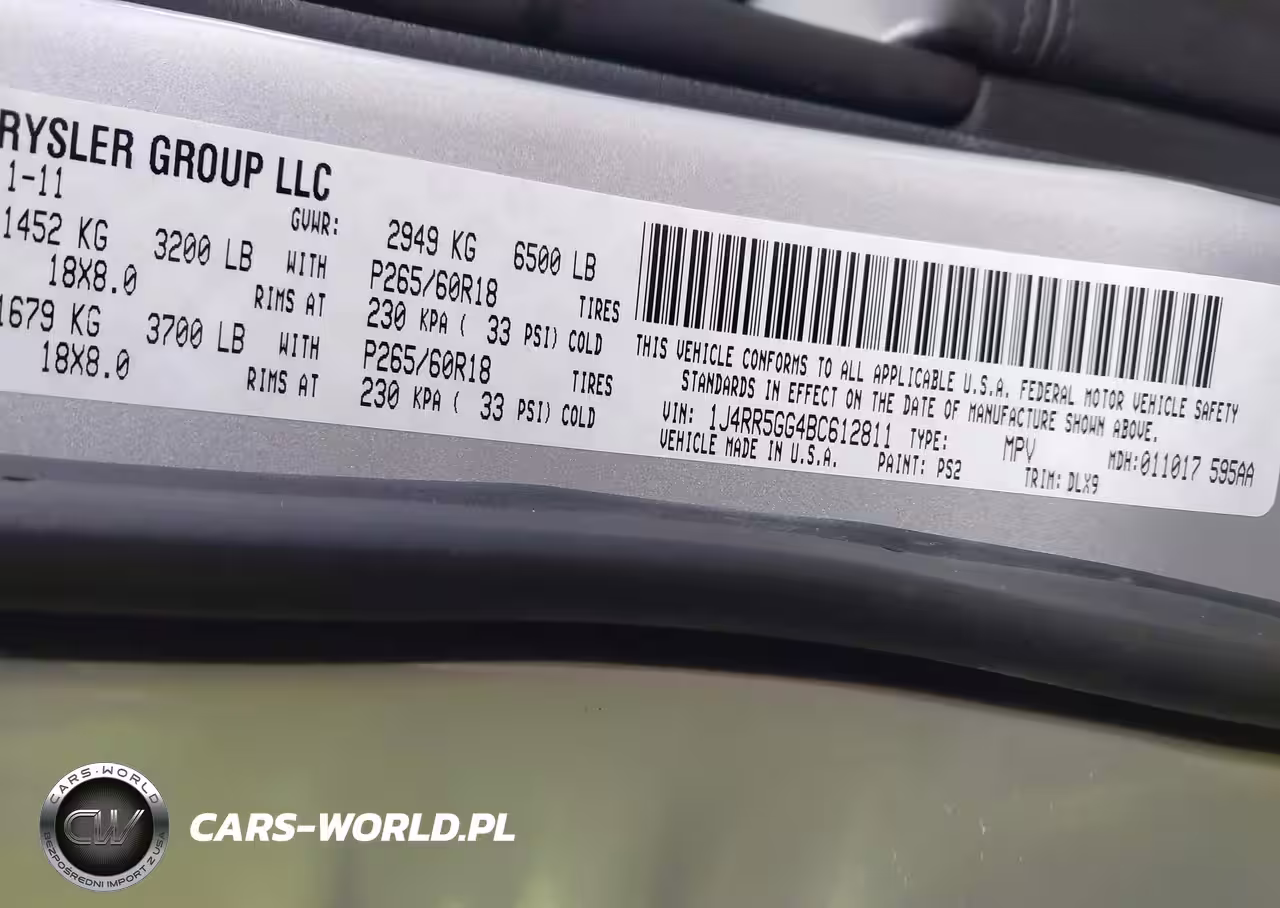 RYSLER GROUP LLC
1-11
GVWR: 2949 KG 6500 LB
1452 KG 3200 LB WITH P265/60R18 TIRES
18X8.0 RIMS AT 230 KPA ( 33 PSI) COLD
1679 KG 3700 LB WITH P265/60R18 TIRES
18X8.0 RIMS AT 230 KPA ( 33 PSI) COLD
THIS VEHICLE CONFORMS TO ALL APPLICABLE U.S.A. FEDERAL MOTOR VEHICLE SAFETY
STANDARDS IN EFFECT ON THE DATE OF MANUFACTURE SHOWN ABOVE.
VIN: 1J4RR5GG4BC612811 TYPE: MPV MDH:011017 595AA
VEHICLE MADE IN U.S.A. PAINT: PS2 TRIM: DLX9
CARS-WORLD
CW
BEZPOŚREDNI IMPORT Z USA
CARS-WORLD.PL